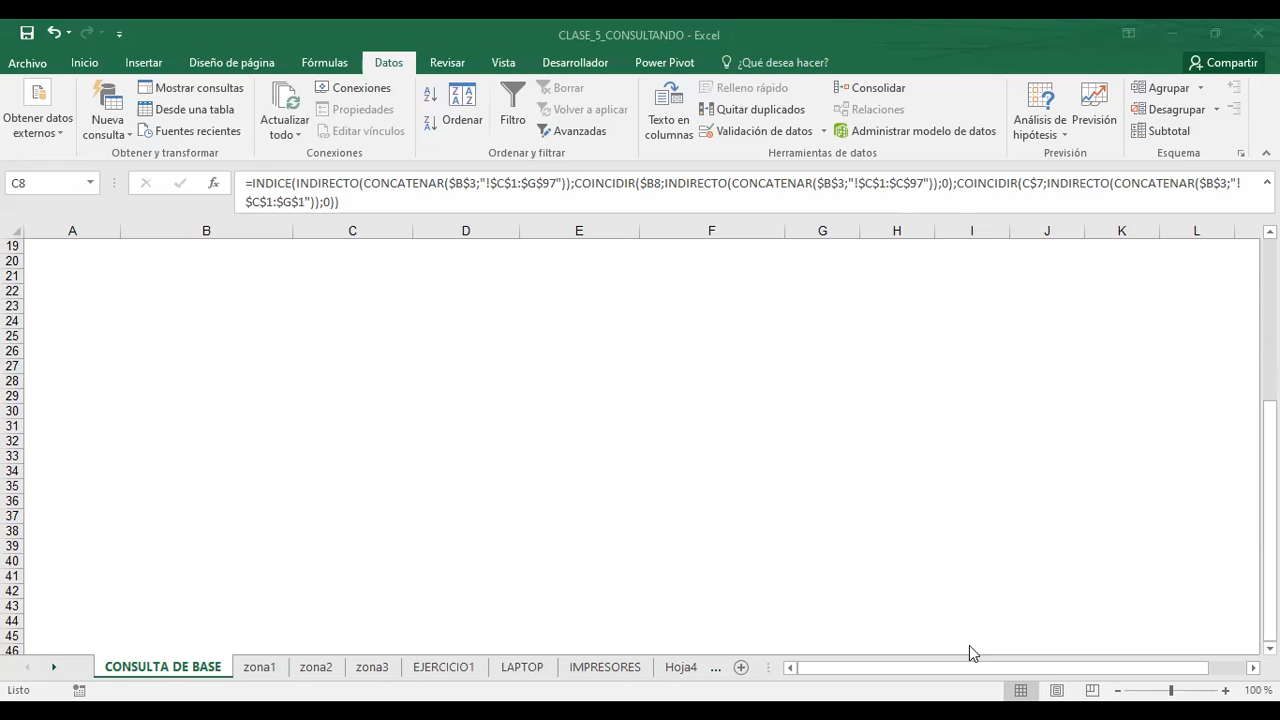 CLASE_5_CONSULTANDO - Excel
Archivo Inicio Insertar Diseño de página Fórmulas Datos Revisar Vista Desarrollador Power Pivot ¿Qué desea hacer? Compartir
Obtener datos externos
Nueva consulta
Mostrar consultas
Desde una tabla
Fuentes recientes
Obtener y transformar
Actualizar todo
Conexiones
Propiedades
Editar vínculos
Conexiones
Ordenar
Filtro
Borrar
Volver a aplicar
Avanzadas
Ordenar y filtrar
Texto en columnas
Relleno rápido
Quitar duplicados
Validación de datos
Consolidar
Relaciones
Administrar modelo de datos
Herramientas de datos
Análisis de hipótesis
Previsión
Previsión
Agrupar
Desagrupar
Subtotal
Esquema
C8
fx
=INDICE(INDIRECTO(CONCATENAR($B$3;"!$C$1:$G$97"));COINCIDIR($B8;INDIRECTO(CONCATENAR($B$3;"!$C$1:$C$97"));0);COINCIDIR(C$7;INDIRECTO(CONCATENAR($B$3;"!
$C$1:$G$1"));0))
A B C D E F G H I J K L
19
20
21
22
23
24
25
26
27
28
29
30
31
32
33
34
35
36
37
38
39
40
41
42
43
44
45
46
CONSULTA DE BASE zona1 zona2 zona3 EJERCICIO1 LAPTOP IMPRESORES Hoja4 ...
Listo
100 %